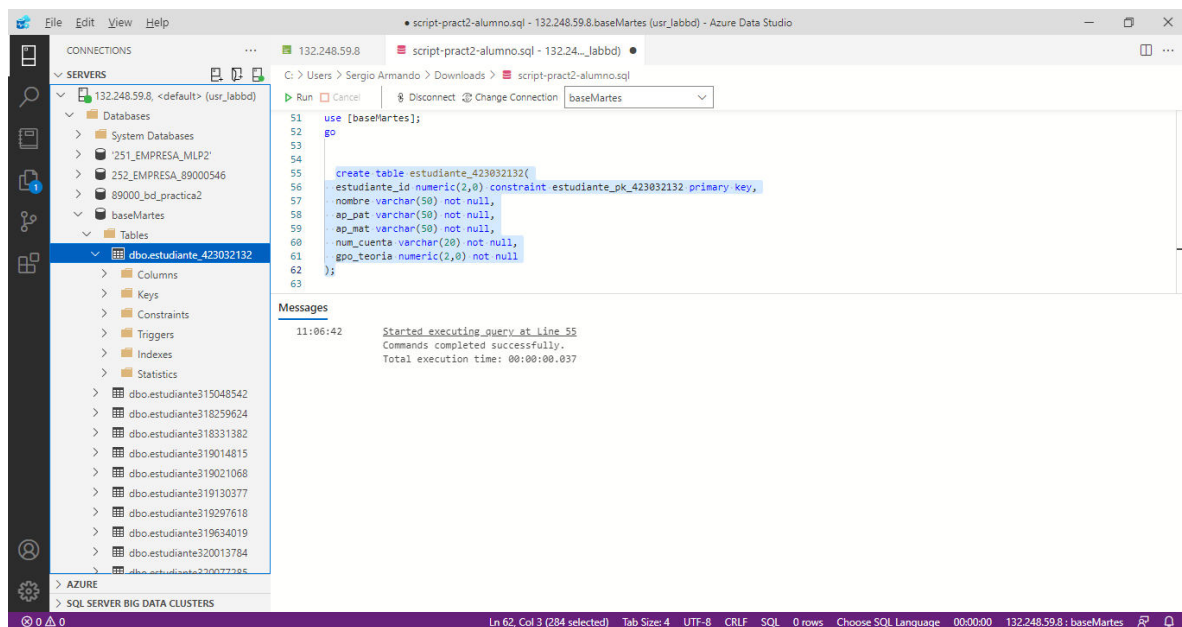 File Edit View Help
● script-pract2-alumno.sql - 132.248.59.8.baseMartes (usr_labbd) - Azure Data Studio
CONNECTIONS
SERVERS
132.248.59.8, <default> (usr_labbd)
Databases
System Databases
'251_EMPRESA_MLP2'
252_EMPRESA_89000546
89000_bd_practica2
baseMartes
Tables
dbo.estudiante_423032132
Columns
Keys
Constraints
Triggers
Indexes
Statistics
dbo.estudiante315048542
dbo.estudiante318259624
dbo.estudiante318331382
dbo.estudiante319014815
dbo.estudiante319021068
dbo.estudiante319130377
dbo.estudiante319297618
dbo.estudiante319634019
dbo.estudiante320013784
dbo.estudiante320077285
AZURE
SQL SERVER BIG DATA CLUSTERS
1
132.248.59.8
script-pract2-alumno.sql - 132.24..._labbd) ●
C: > Users > Sergio Armando > Downloads > script-pract2-alumno.sql
Run Cancel Disconnect Change Connection baseMartes
51 use [baseMartes];
52 go
53
54
55 create table estudiante_423032132(
56 estudiante_id numeric(2,0) constraint estudiante_pk_423032132 primary key,
57 nombre varchar(50) not null,
58 ap_pat varchar(50) not null,
59 ap_mat varchar(50) not null,
60 num_cuenta varchar(20) not null,
61 gpo_teoria numeric(2,0) not null
62 );
63
Messages
11:06:42 Started executing query at Line 55
Commands completed successfully.
Total execution time: 00:00:00.037
0 0
Ln 62, Col 3 (284 selected) Tab Size: 4 UTF-8 CRLF SQL 0 rows Choose SQL Language 00:00:00 132.248.59.8 : baseMartes